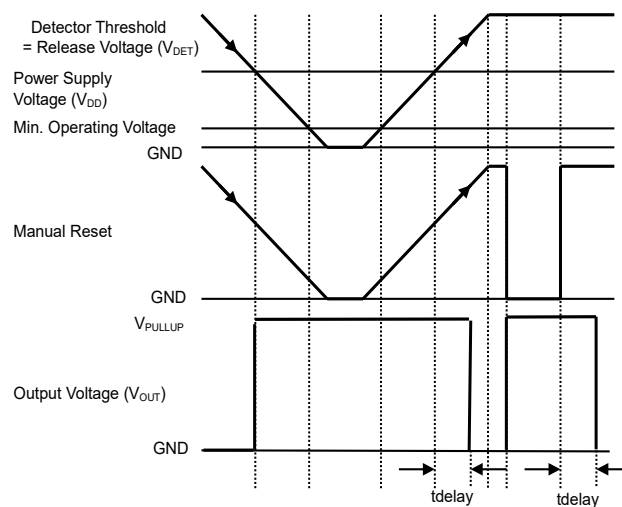 Detector Threshold
= Release Voltage (VDET)
Power Supply
Voltage (VDD)
Min. Operating Voltage
GND
Manual Reset
GND
VPULLUP
Output Voltage (VOUT)
GND
tdelay
tdelay